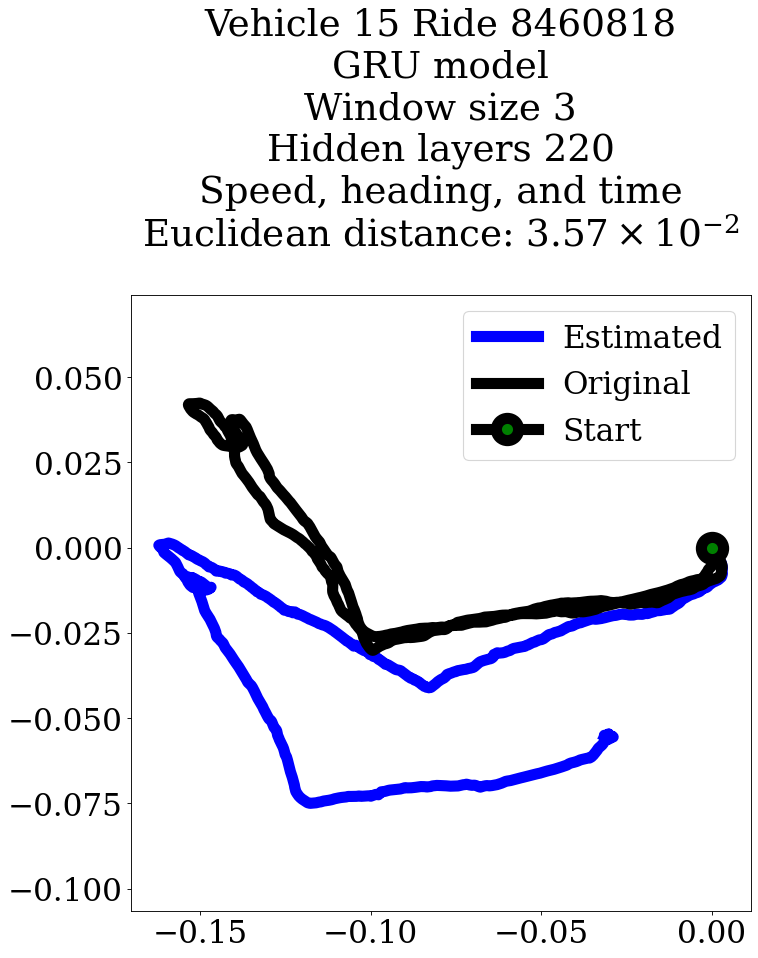 Vehicle 15 Ride 8460818
GRU model
Window size 3
Hidden layers 220
Speed, heading, and time
Euclidean distance: 3.57 × 10⁻²
Estimated
Original
Start
0.050
0.025
0.000
−0.025
−0.050
−0.075
−0.100
−0.15 −0.10 −0.05 0.00